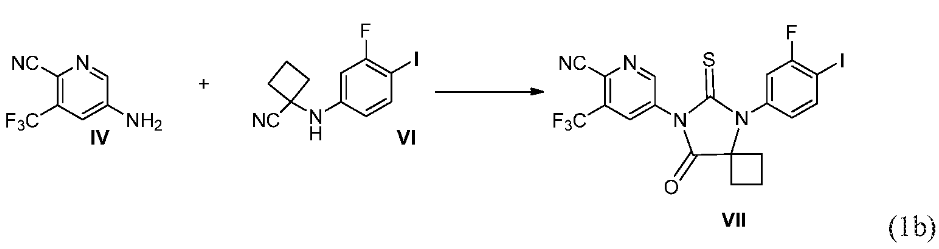 NC N F3C NH2 IV
+
F I NC N H VI
NC N F3C N S N F I O VII
(1b)